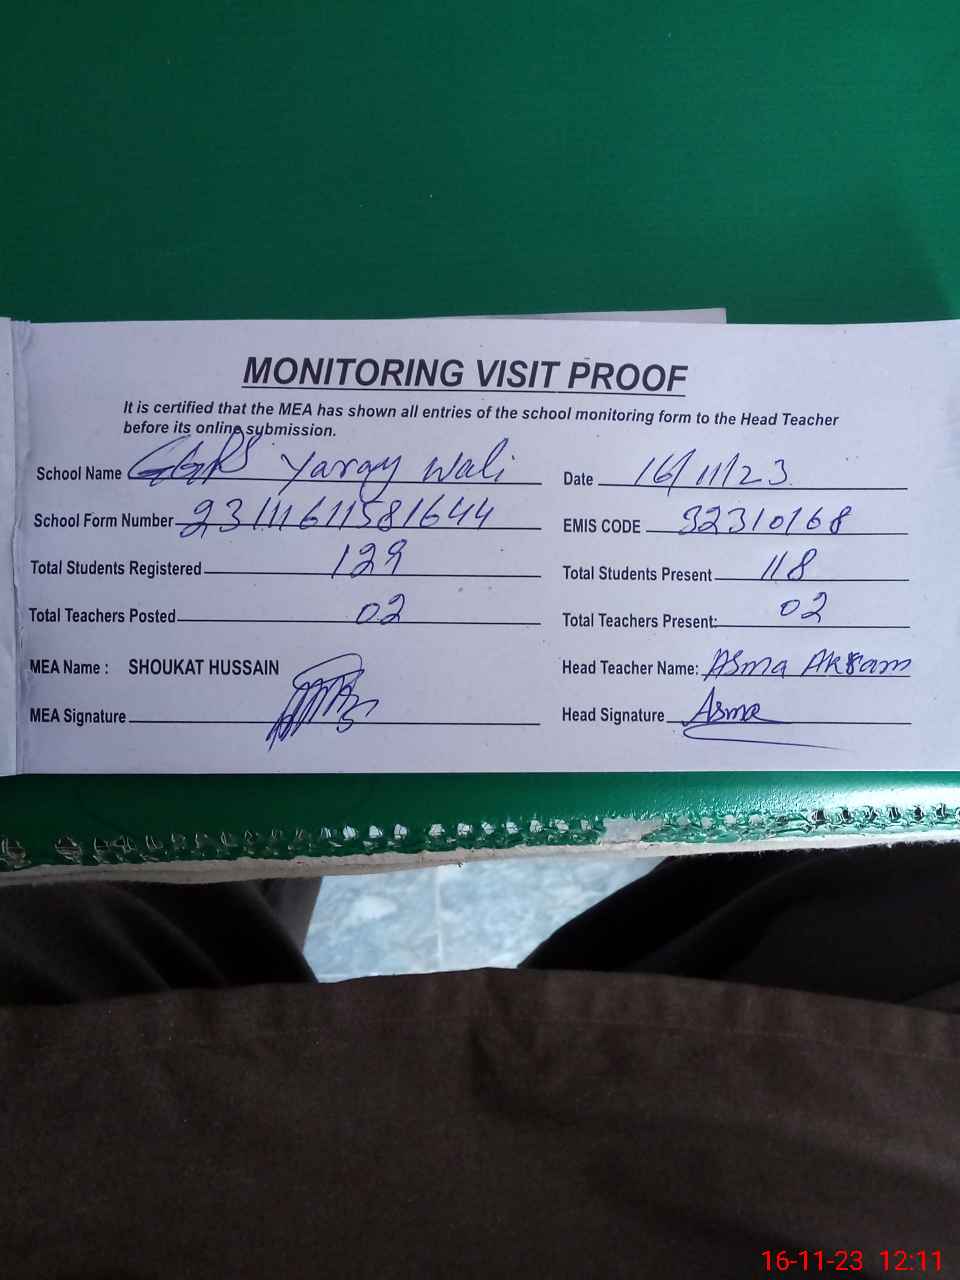 MONITORING VISIT PROOF
It is certified that the MEA has shown all entries of the school monitoring form to the Head Teacher
before its online submission.
School Name GGPS Yaray Wali Date 16/11/23
School Form Number 23111611581644 EMIS CODE 32310168
Total Students Registered 129 Total Students Present 118
Total Teachers Posted 02 Total Teachers Present: 02
MEA Name : SHOUKAT HUSSAIN Head Teacher Name: Asma Akram
MEA Signature Head Signature Asma
16-11-23 12:11